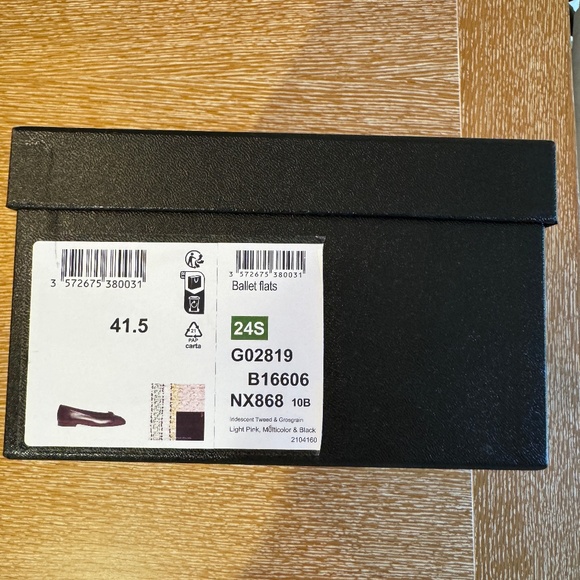 3 572675 380031
41.5
21
PAP
carta
3 572675 380031
Ballet flats
24S
G02819
B16606
NX868 10B
Iridescent Tweed & Grosgrain
Light Pink, Multicolor & Black
2104160